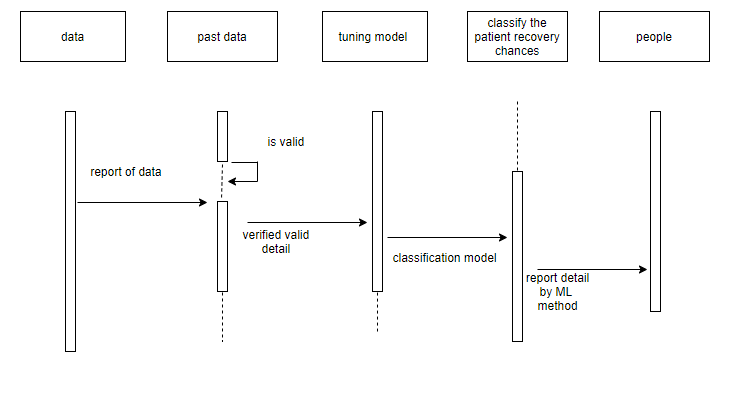 data
past data
tuning model
classify the
patient recovery
chances
people
is valid
report of data
verified valid
detail
classification model
report detail
by ML
method